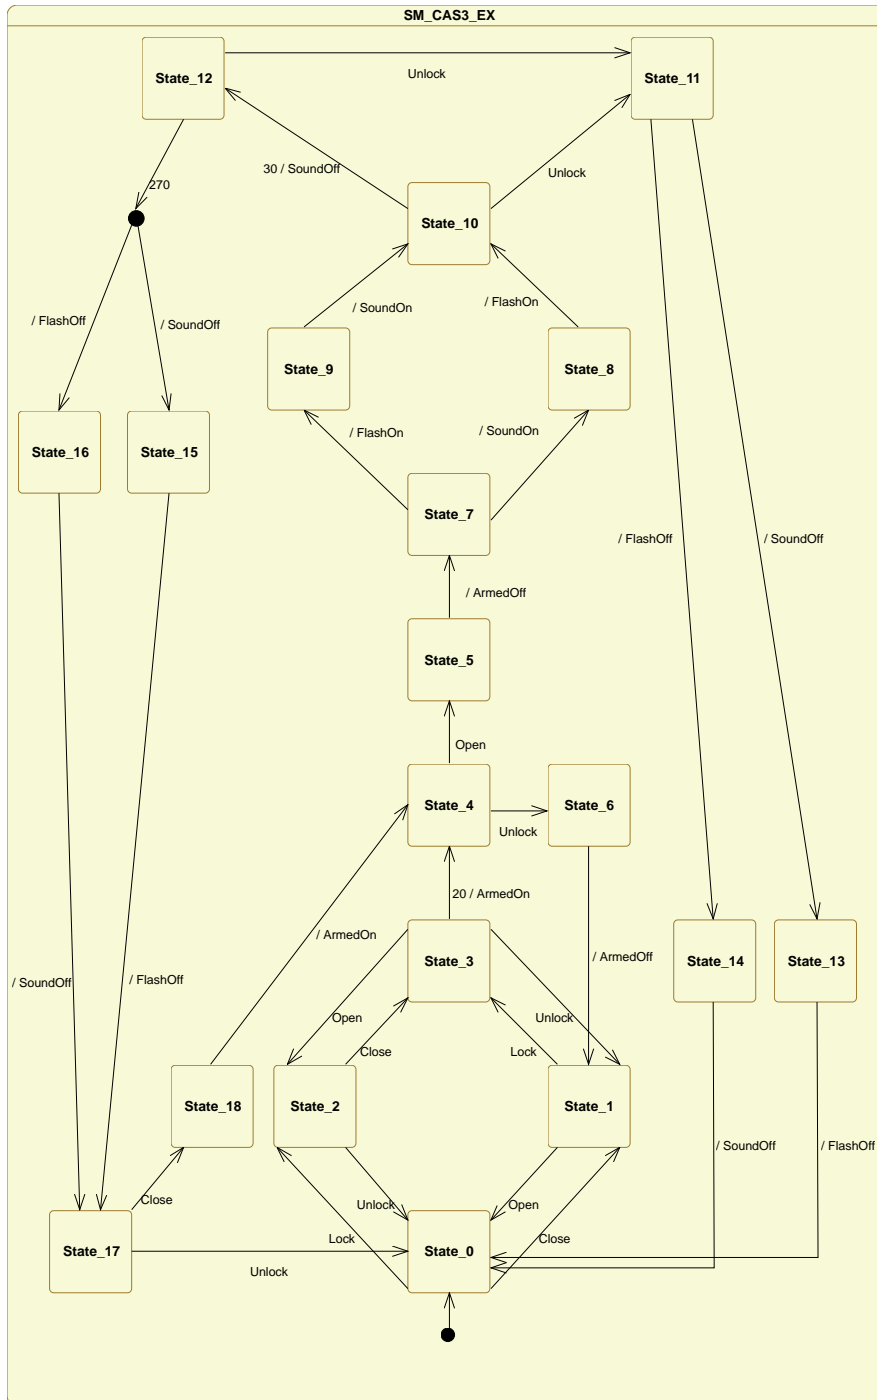 SM_CAS3_EX
State_12
Unlock
State_11
30 / SoundOff
Unlock
270
State_10
/ FlashOff
/ SoundOff
/ SoundOn
/ FlashOn
State_9
State_8
/ FlashOn
/ SoundOn
State_16
State_15
State_7
/ FlashOff
/ SoundOff
/ ArmedOff
State_5
Open
State_4
State_6
Unlock
20 / ArmedOn
/ ArmedOn
State_3
/ ArmedOff
State_14
State_13
/ SoundOff
/ FlashOff
Open
Unlock
Close
Lock
State_18
State_2
State_1
/ SoundOff
/ FlashOff
Close
Unlock
Open
Lock
Close
State_17
State_0
Unlock